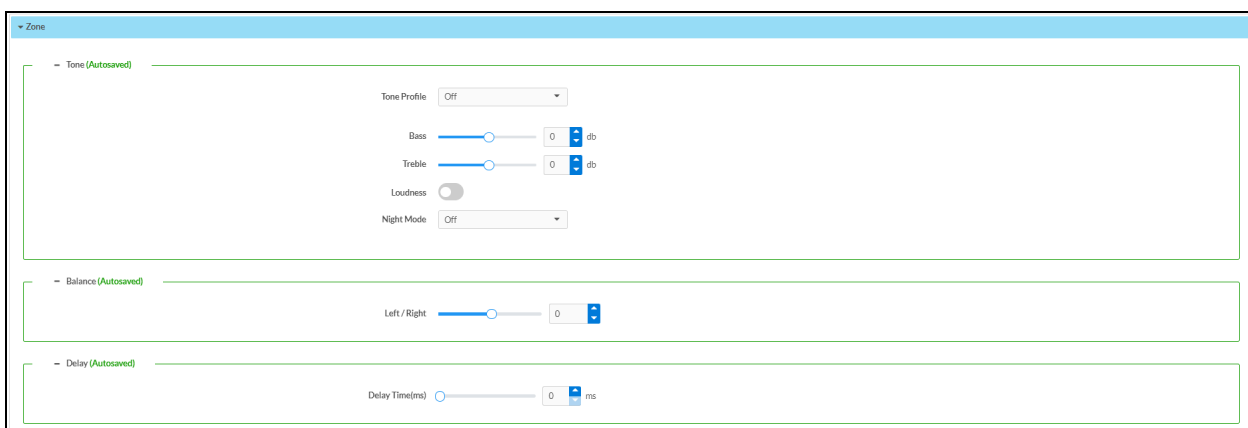 Zone
Tone (Autosaved)
Tone Profile Off
Bass 0 db
Treble 0 db
Loudness
Night Mode Off
Balance (Autosaved)
Left / Right 0
Delay (Autosaved)
Delay Time(ms) 0 ms